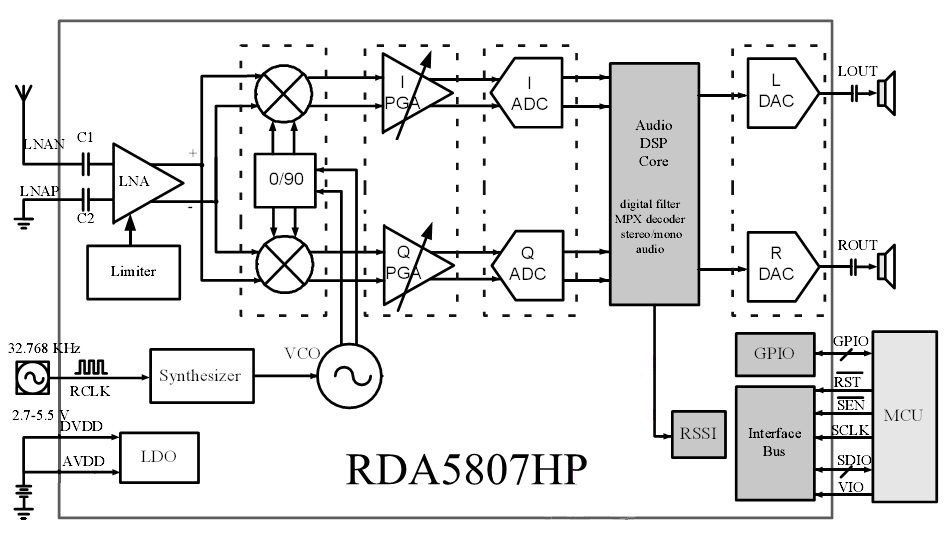 LNAN
C1
LNAP
C2
LNA
+
-
Limiter
0/90
I
PGA
I
ADC
Q
PGA
Q
ADC
Audio
DSP
Core
digital filter
MPX decoder
stereo/mono
audio
L
DAC
LOUT
R
DAC
ROUT
32.768 KHz
RCLK
Synthesizer
VCO
2.7-5.5 V
DVDD
AVDD
LDO
RDA5807HP
RSSI
GPIO
Interface
Bus
GPIO
RST
SEN
SCLK
SDIO
VIO
MCU